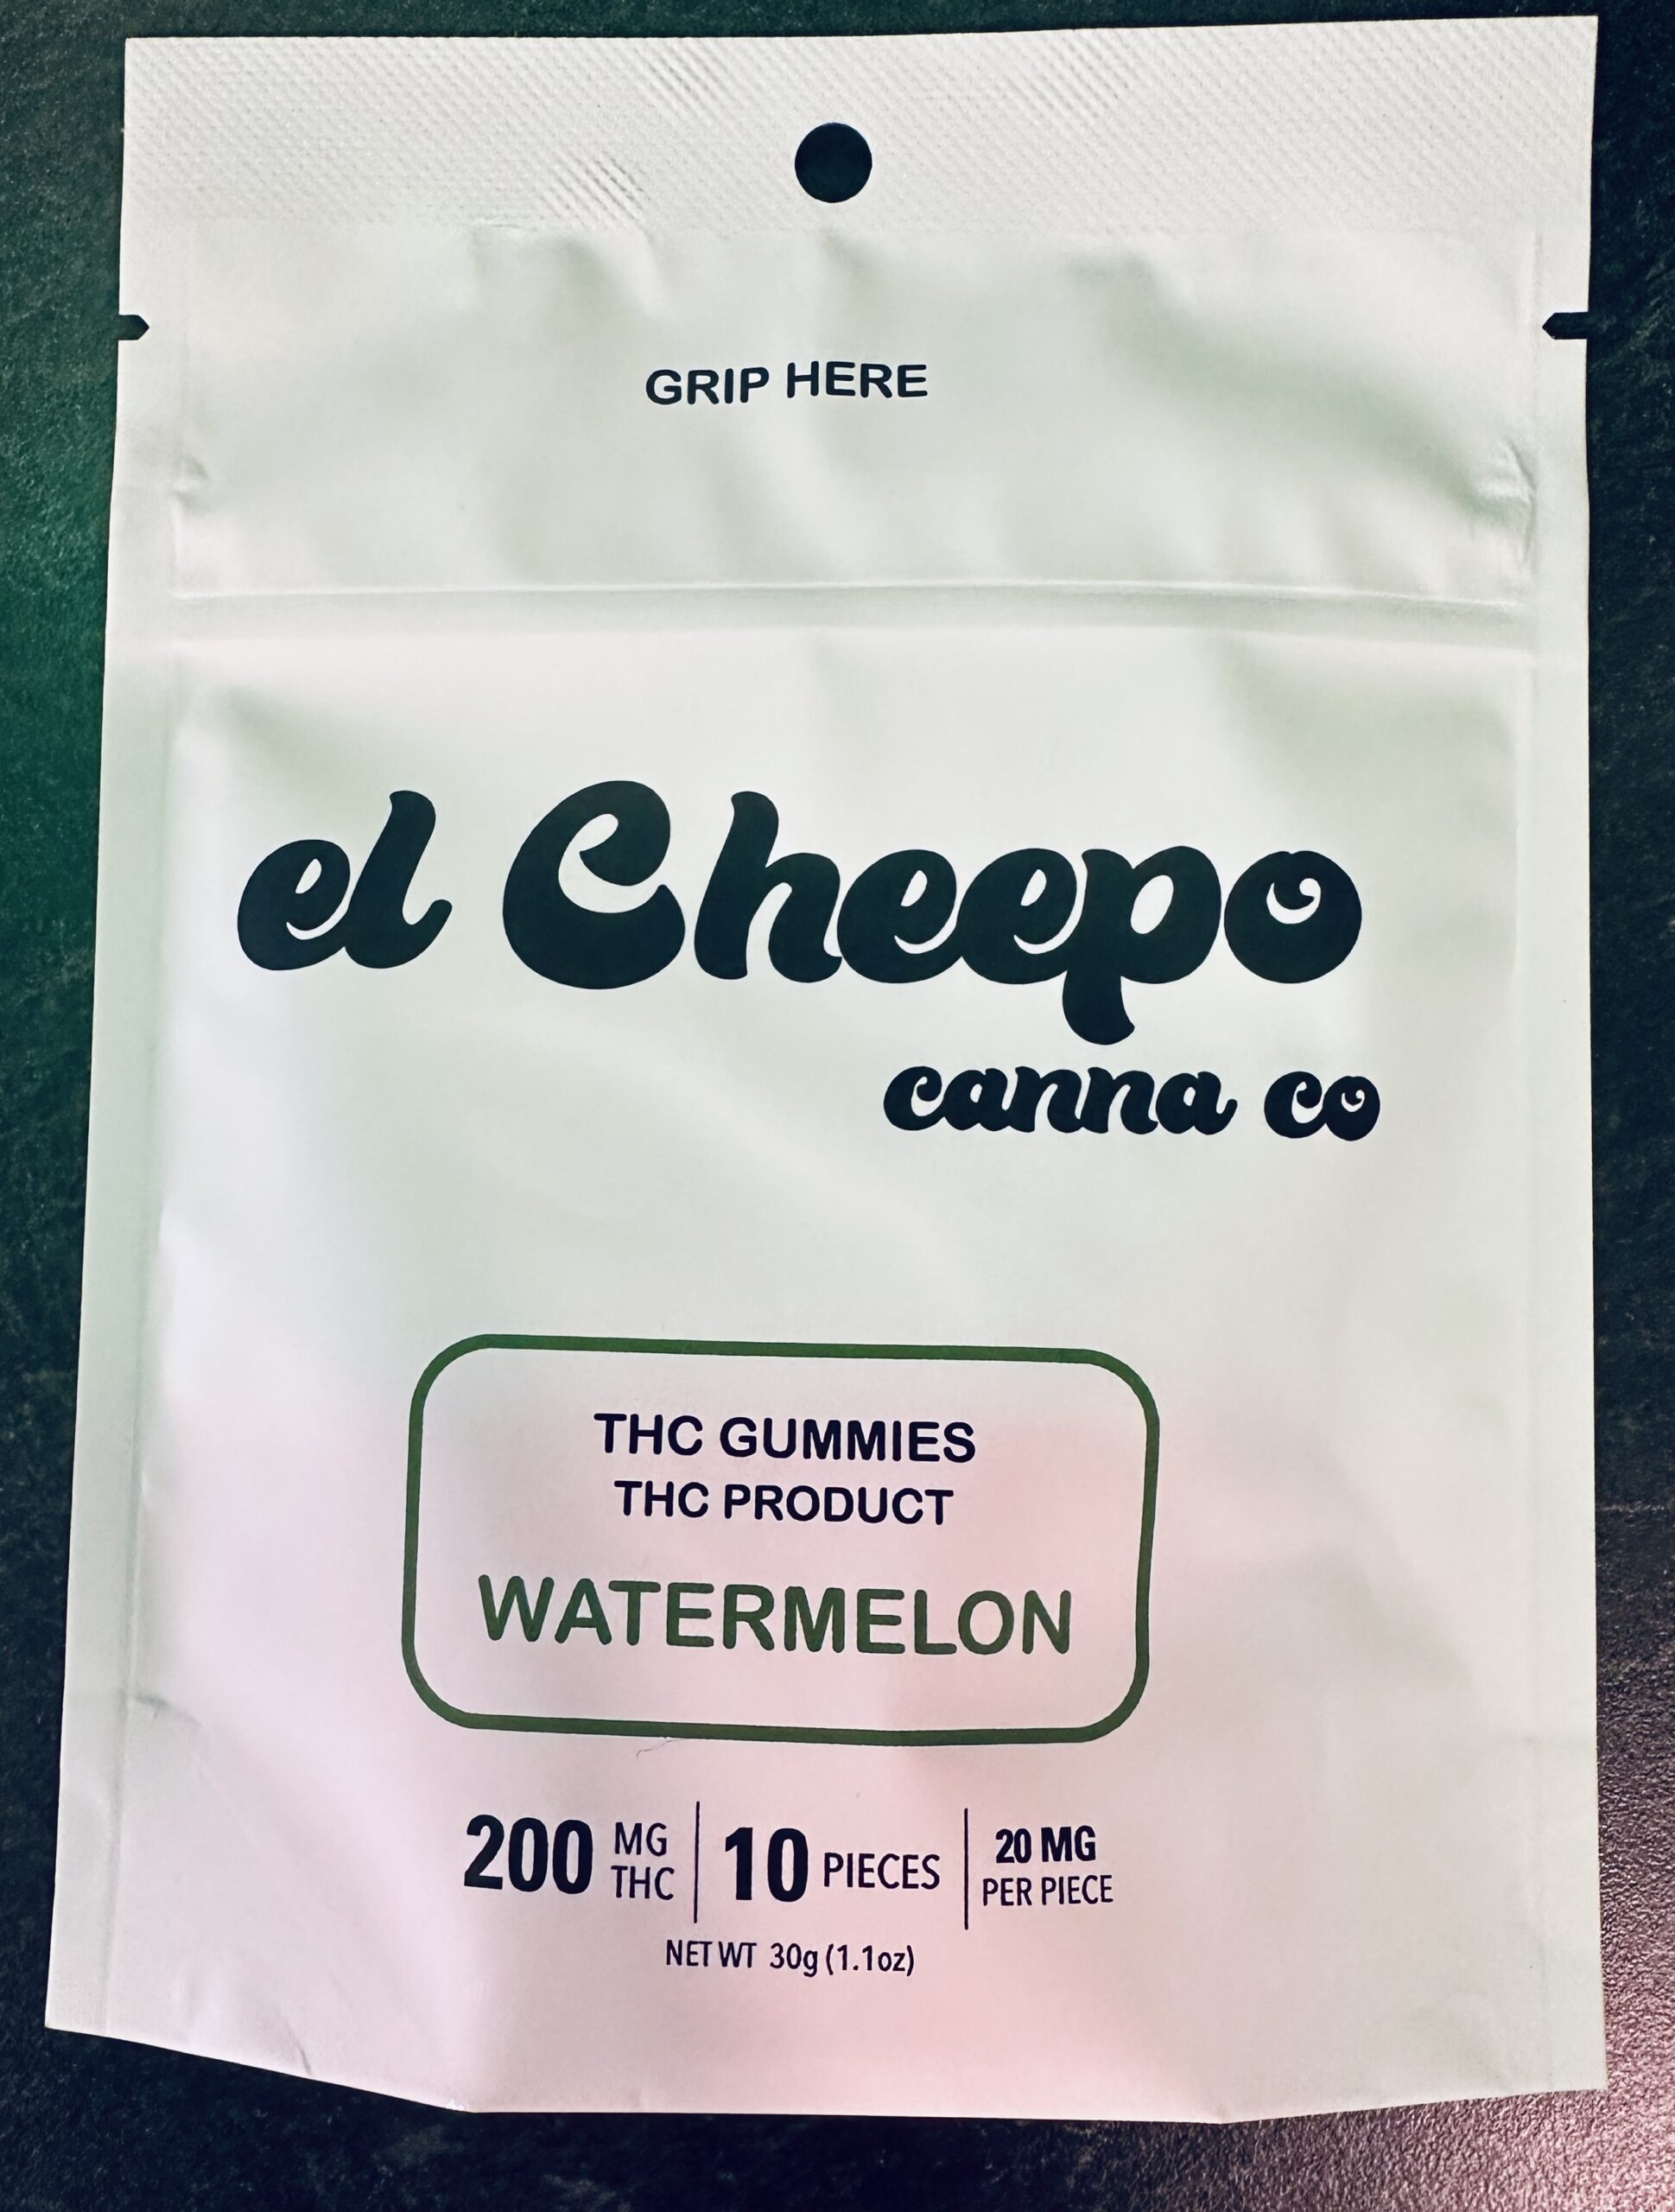 GRIP HERE
el Cheepo
canna co
THC GUMMIES
THC PRODUCT
WATERMELON
200 MG THC | 10 PIECES | 20 MG PER PIECE
NET WT 30g (1.1oz)